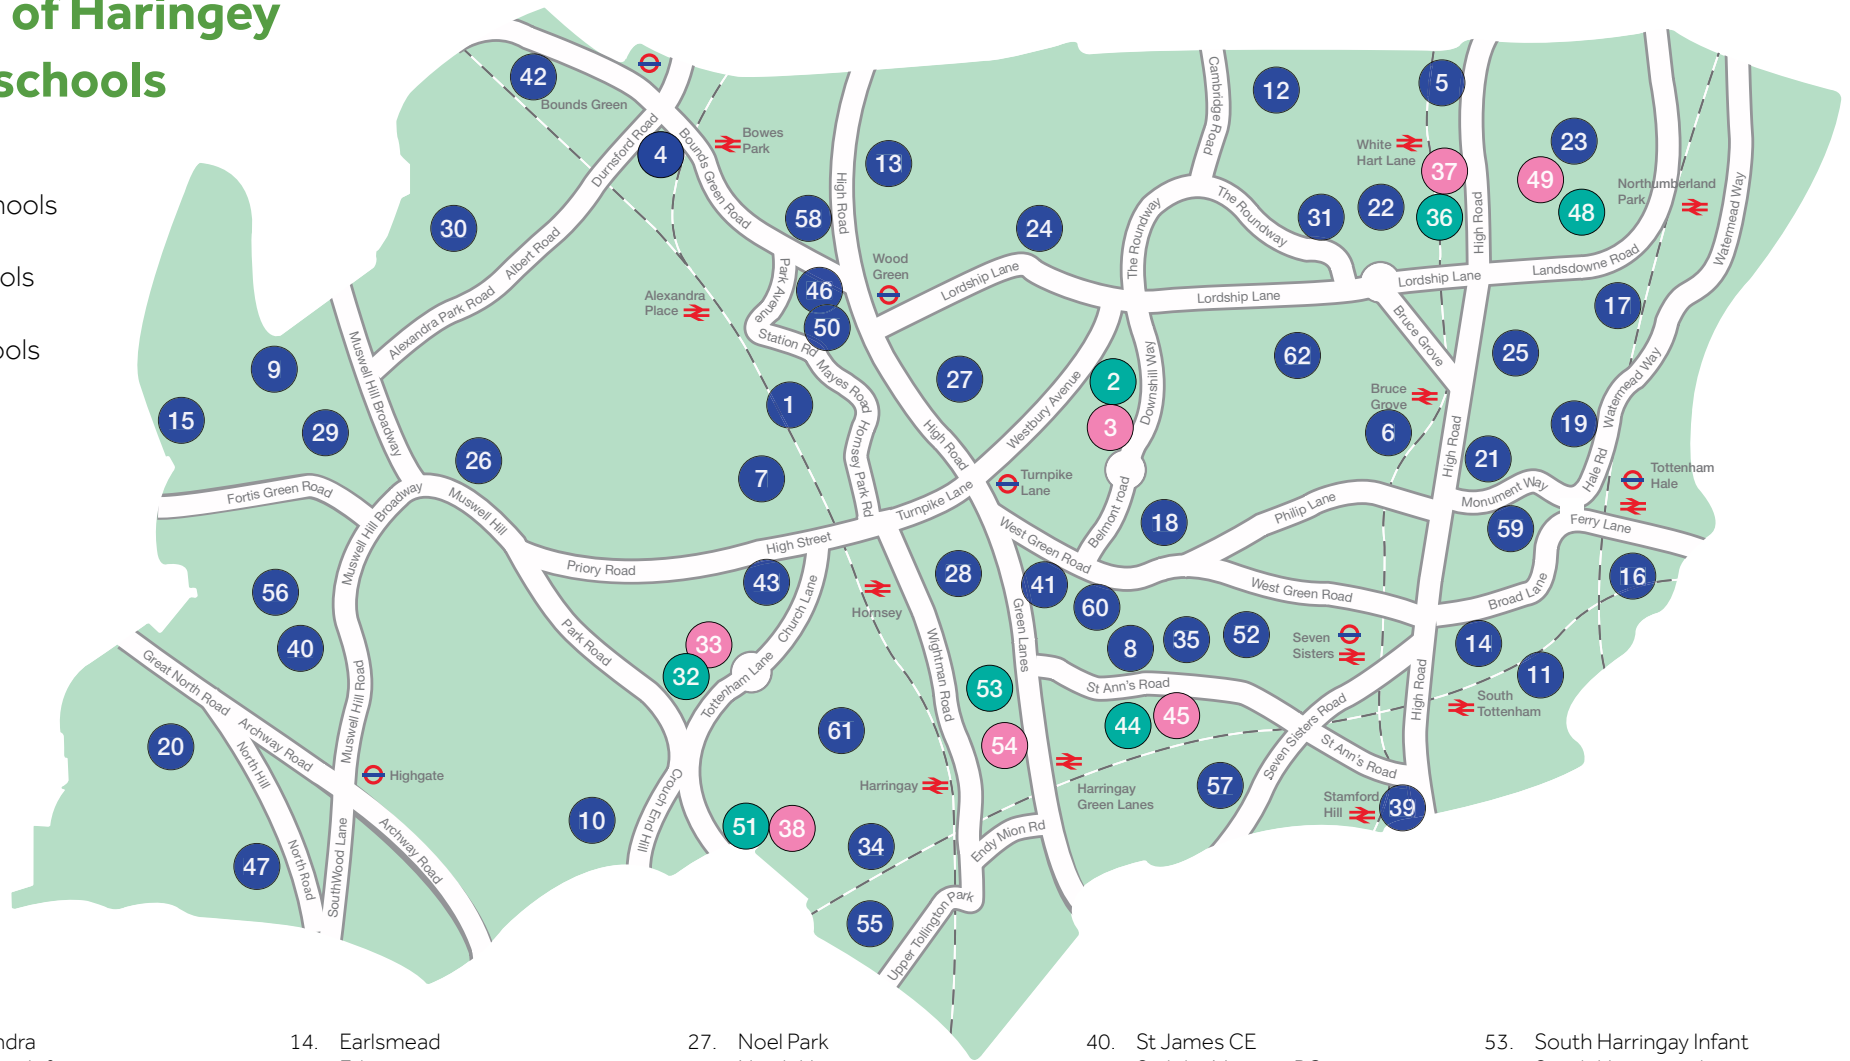 of Haringey
schools
hools
ols
ools
42
Bounds Green
4
Durnsford Road
Bounds Green Road
Bowes
Park
30
Albert Road
Alexandra Park Road
58
High Road
13
24
Cambridge Road
12
5
White
Hart Lane
37
36
23
49
48
Northumberland
Park
Watermead Way
The Roundway
The Roundway
31
22
High Road
Wood
Green
Lordship Lane
Lordship Lane
Lordship Lane
Landsdowne Road
Park Avenue
46
50
Station Rd
Alexandra
Place
Mayes Road
Hornsey Park Rd
9
15
29
Muswell Hill Broadway
26
1
7
27
High Road
Westbury Avenue
2
3
Downshill Way
62
Bruce Grove
Bruce
Grove
6
25
17
19
21
Watermead Way
High Road
Hale Rd
Tottenham
Hale
Monument Way
59
Ferry Lane
16
Fortis Green Road
Muswell Hill Broadway
Muswell Hill
Priory Road
High Street
Turnpike Lane
Turnpike
Lane
West Green Road
Belmont road
18
Philip Lane
West Green Road
Broad Lane
56
40
Muswell Hill Road
43
Church Lane
Hornsey
28
41
60
8
35
52
Seven
Sisters
14
11
South
Tottenham
Park Road
33
32
Tottenham Lane
Wightman Road
Green Lanes
53
54
St Ann's Road
44
45
Seven Sisters Road
St Ann's Road
High Road
Great North Road
Archway Road
20
North Hill
Highgate
10
Crouch End Hill
61
51
38
34
Harringay
Harringay
Green Lanes
57
Stamford
Hill
39
47
North Road
SouthWood Lane
Archway Road
55
Endy Mion Rd
Upper Tollington Park
ndra
14. Earlsmead
27. Noel Park
40. St James CE
53. South Harringay Infant